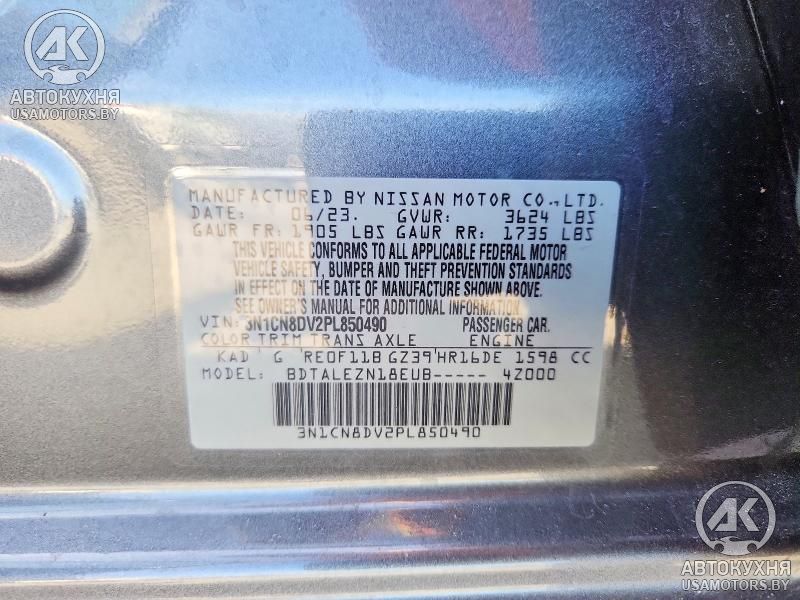 АК
АВТОКУХНЯ
USAMOTORS.BY
MANUFACTURED BY NISSAN MOTOR CO., LTD.
DATE: 06/23. GVWR: 3624 LBS
GAWR FR: 1905 LBS GAWR RR: 1735 LBS
THIS VEHICLE CONFORMS TO ALL APPLICABLE FEDERAL MOTOR
VEHICLE SAFETY, BUMPER AND THEFT PREVENTION STANDARDS
IN EFFECT ON THE DATE OF MANUFACTURE SHOWN ABOVE.
SEE OWNER'S MANUAL FOR ADDITIONAL INFORMATION
VIN: 3N1CN8DV2PL850490 PASSENGER CAR.
COLOR TRIM TRANS AXLE ENGINE
KAD G RE0F11B GZ39 HR16DE 1598 CC
MODEL: BDTALEZN18EUB----- 4Z000
3N1CN8DV2PL850490
АК
АВТОКУХНЯ
USAMOTORS.BY